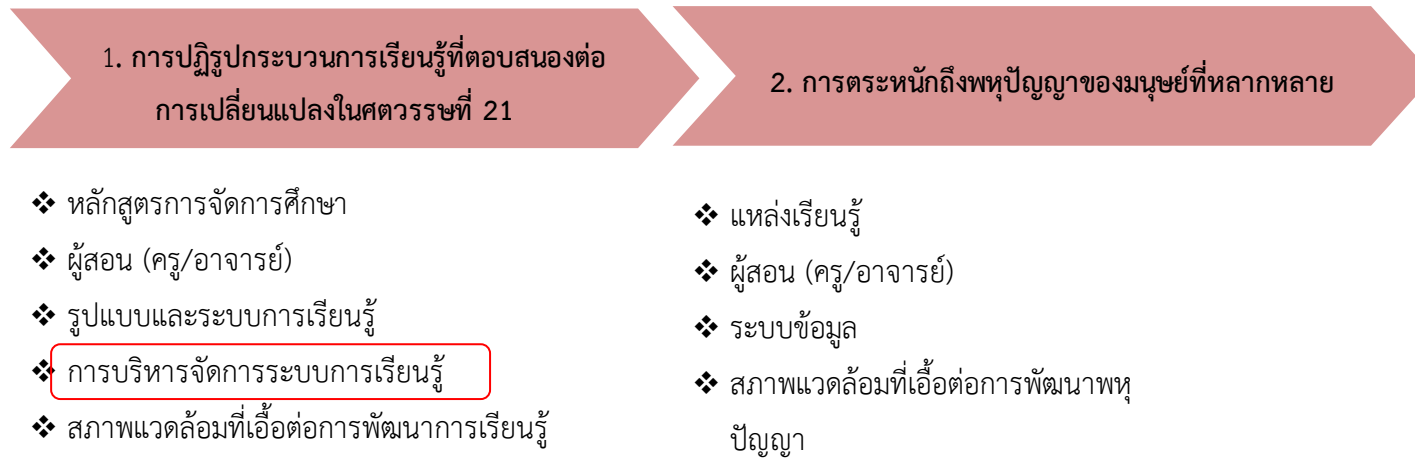 1. การปฏิรูปกระบวนการเรียนรู้ที่ตอบสนองต่อ
การเปลี่ยนแปลงในศตวรรษที่ 21
❖ หลักสูตรการจัดการศึกษา
❖ ผู้สอน (ครู/อาจารย์)
❖ รูปแบบและระบบการเรียนรู้
❖ การบริหารจัดการระบบการเรียนรู้
❖ สภาพแวดล้อมที่เอื้อต่อการพัฒนาการเรียนรู้
2. การตระหนักถึงพหุปัญญาของมนุษย์ที่หลากหลาย
❖ แหล่งเรียนรู้
❖ ผู้สอน (ครู/อาจารย์)
❖ ระบบข้อมูล
❖ สภาพแวดล้อมที่เอื้อต่อการพัฒนาพหุ
ปัญญา